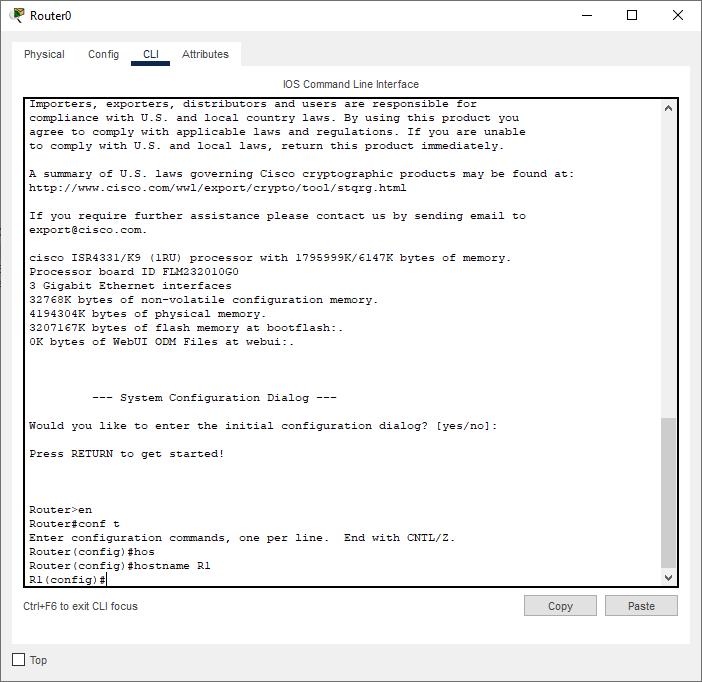 Router0
Physical Config CLI Attributes
IOS Command Line Interface
Importers, exporters, distributors and users are responsible for
compliance with U.S. and local country laws. By using this product you
agree to comply with applicable laws and regulations. If you are unable
to comply with U.S. and local laws, return this product immediately.
A summary of U.S. laws governing Cisco cryptographic products may be found at:
http://www.cisco.com/wwl/export/crypto/tool/stqrg.html
If you require further assistance please contact us by sending email to
export@cisco.com.
cisco ISR4331/K9 (1RU) processor with 1795999K/6147K bytes of memory.
Processor board ID FLM232010G0
3 Gigabit Ethernet interfaces
32768K bytes of non-volatile configuration memory.
4194304K bytes of physical memory.
3207167K bytes of flash memory at bootflash:.
0K bytes of WebUI ODM Files at webui:.
--- System Configuration Dialog ---
Would you like to enter the initial configuration dialog? [yes/no]:
Press RETURN to get started!
Router>en
Router#conf t
Enter configuration commands, one per line.  End with CNTL/Z.
Router(config)#hos
Router(config)#hostname R1
R1(config)#
Ctrl+F6 to exit CLI focus
Copy Paste
Top